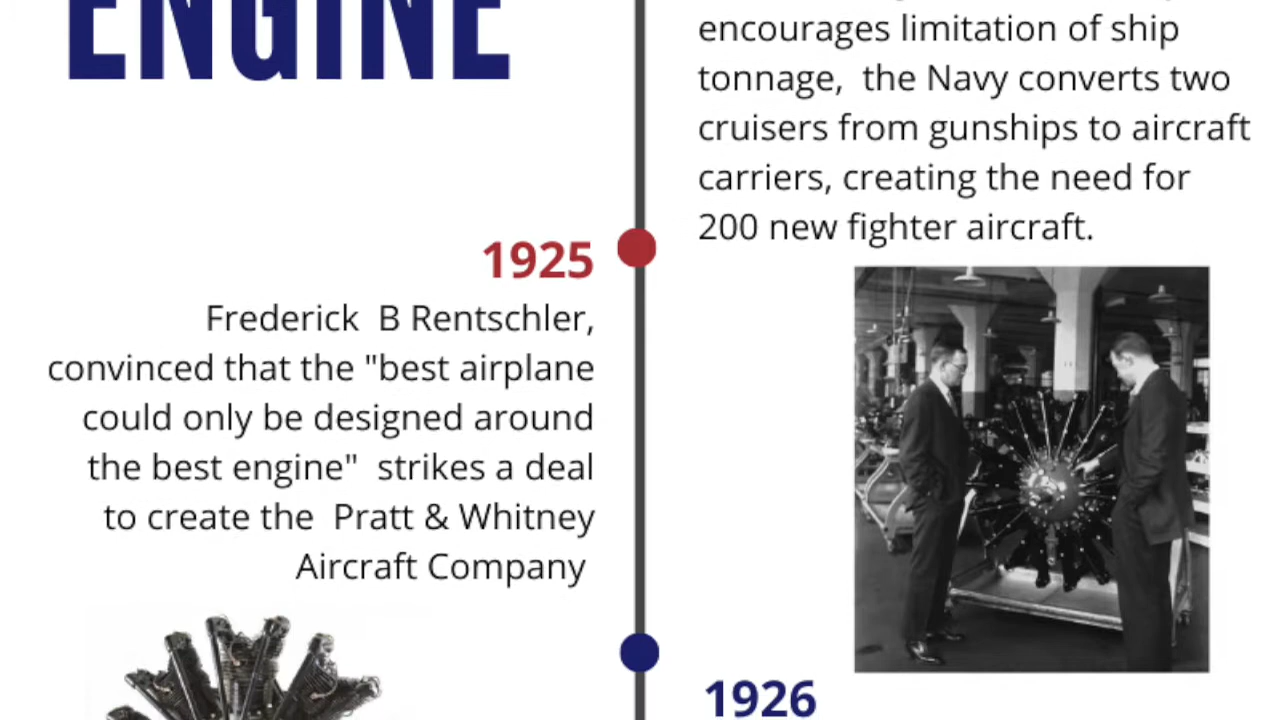 ENGINE
encourages limitation of ship
tonnage,  the Navy converts two
cruisers from gunships to aircraft
carriers, creating the need for
200 new fighter aircraft.
1925
Frederick  B Rentschler,
convinced that the "best airplane
could only be designed around
the best engine"  strikes a deal
to create the  Pratt & Whitney
Aircraft Company
1926